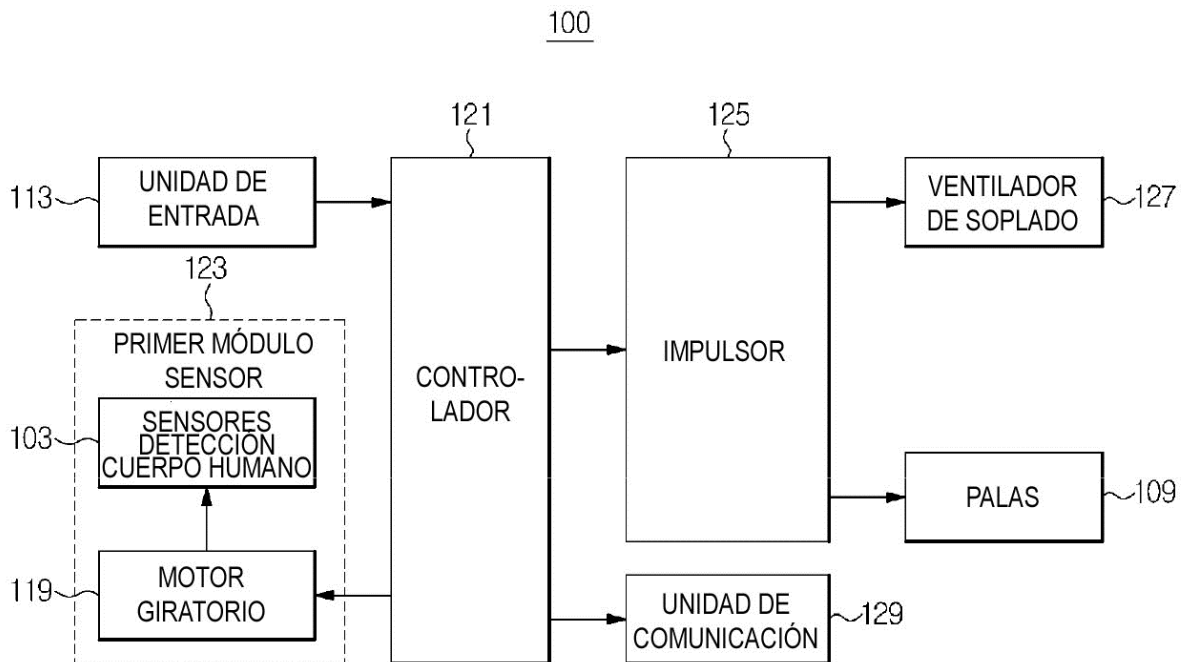 100
121
125
113
UNIDAD DE
ENTRADA
VENTILADOR
DE SOPLADO
127
123
PRIMER MÓDULO
SENSOR
103
SENSORES
DETECCIÓN
CUERPO HUMANO
CONTRO-
LADOR
IMPULSOR
PALAS
109
119
MOTOR
GIRATORIO
UNIDAD DE
COMUNICACIÓN
129